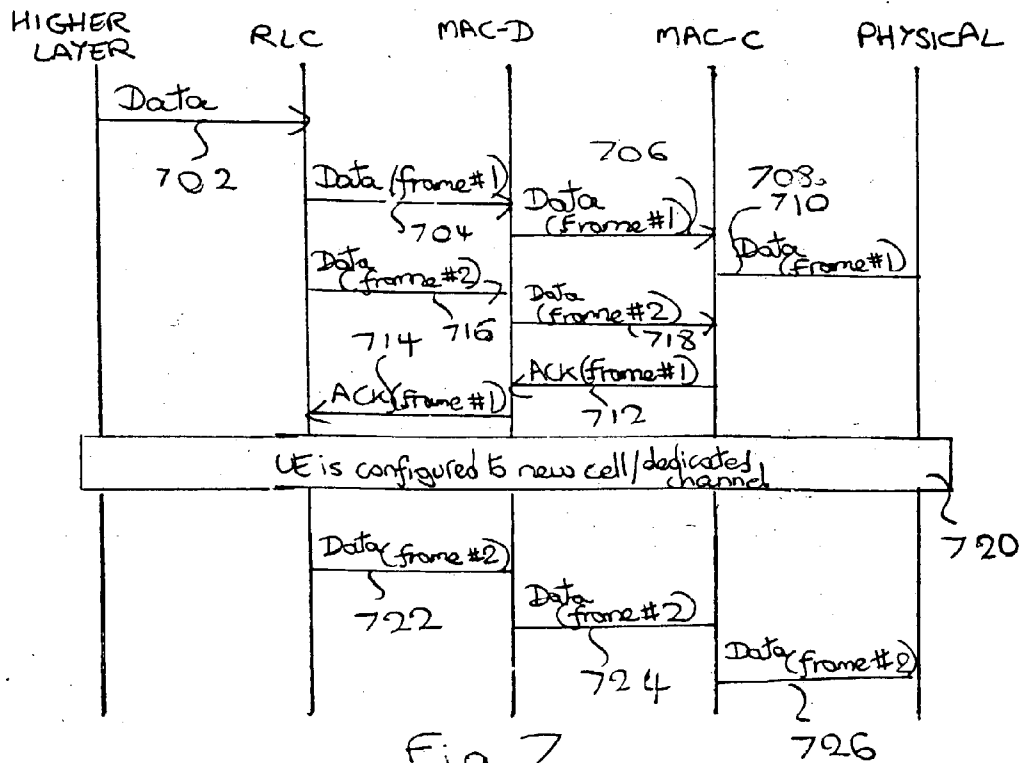 HIGHER
LAYER
RLC
MAC-D
MAC-C
PHYSICAL
Data
702
Data (frame#1)
704
706
Data
(frame#1)
708.
710
Data
(frame#1)
Data
(frame#2)
716
Data
(frame#2)
718
714
ACK(frame#1)
712
ACK(frame#1)
UE is configured to new cell/dedicated
channel
720
Data(frame#2)
722
Data
(frame#2)
724
Data(frame#2)
726
Fig 7